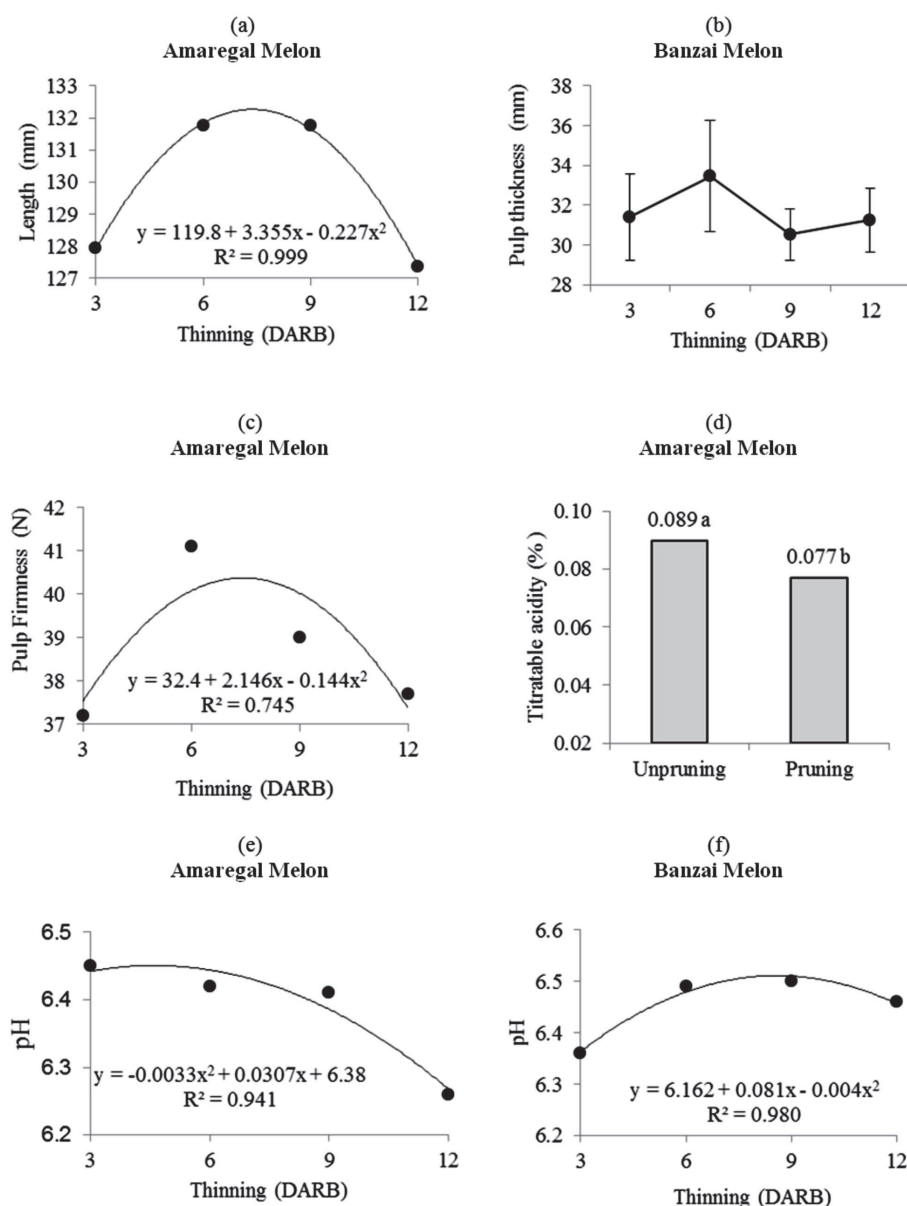 (a)
Amaregal Melon
133
132
131
130
129
128
127
Length (mm)
y = 119.8 + 3.355x - 0.227x²
R² = 0.999
3 6 9 12
Thinning (DARB)
(b)
Banzai Melon
38
36
34
32
30
28
Pulp thickness (mm)
3 6 9 12
Thinning (DARB)
(c)
Amaregal Melon
42
41
40
39
38
37
Pulp Firmness (N)
y = 32.4 + 2.146x - 0.144x²
R² = 0.745
3 6 9 12
Thinning (DARB)
(d)
Amaregal Melon
0.10
0.08
0.06
0.04
0.02
Titratable acidity (%)
0.089 a
0.077 b
Unpruning Pruning
(e)
Amaregal Melon
6.5
6.4
6.3
6.2
pH
y = -0.0033x² + 0.0307x + 6.38
R² = 0.941
3 6 9 12
Thinning (DARB)
(f)
Banzai Melon
6.6
6.5
6.4
6.3
6.2
pH
y = 6.162 + 0.081x - 0.004x²
R² = 0.980
3 6 9 12
Thinning (DARB)